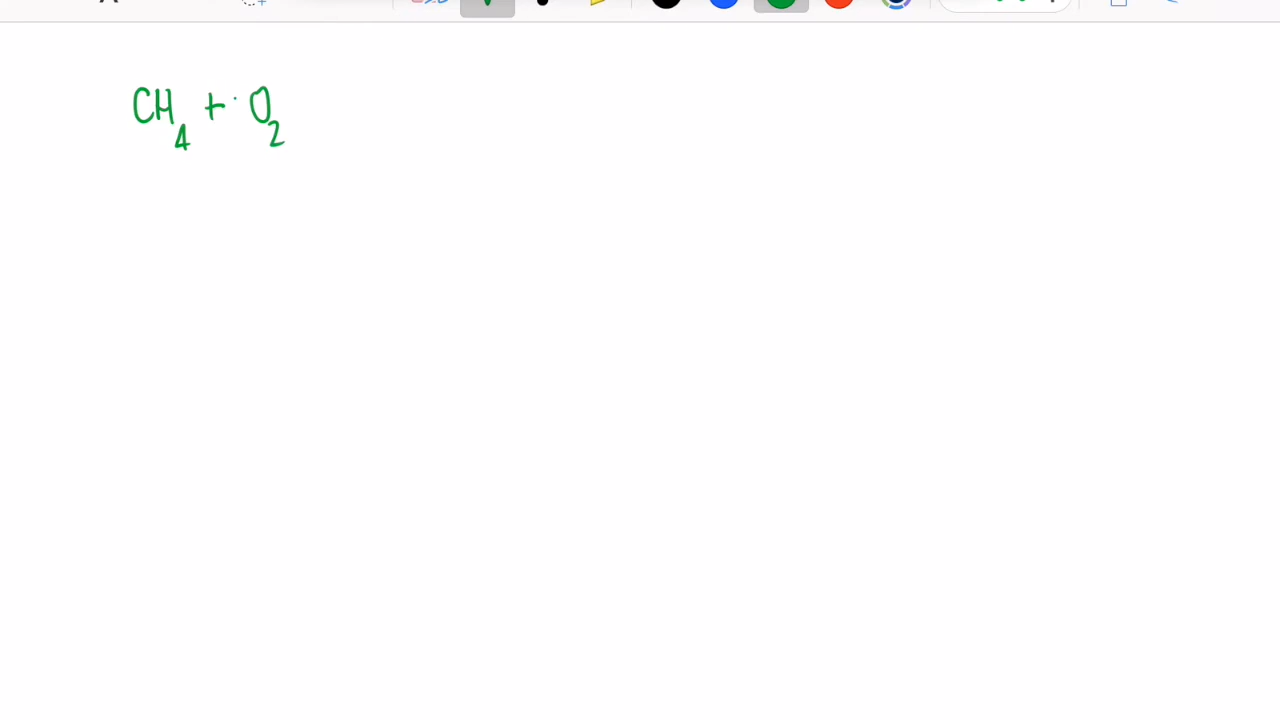 CH₄ + O₂